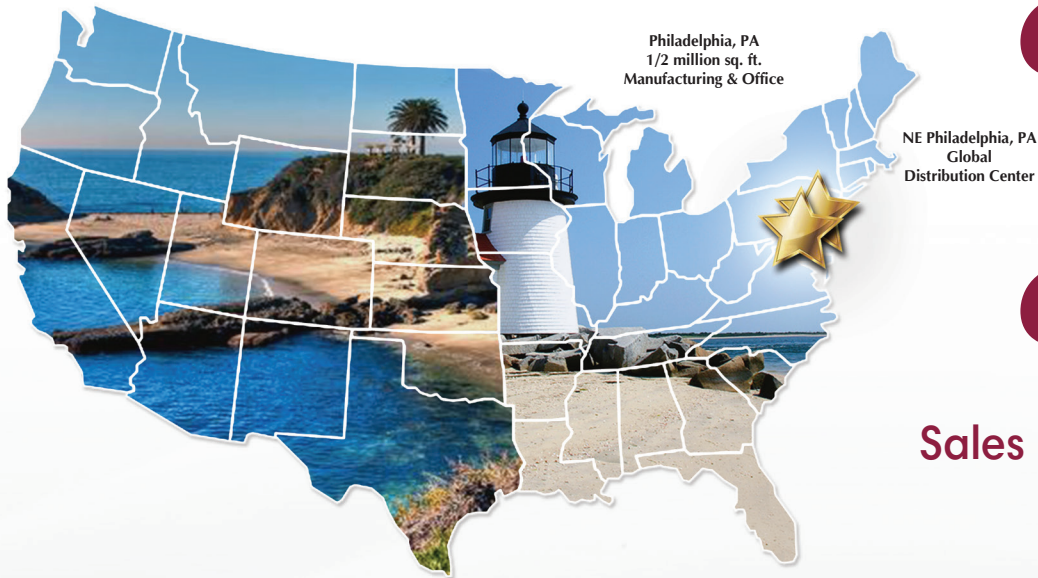 Philadelphia, PA
1/2 million sq. ft.
Manufacturing & Office
NE Philadelphia, PA
Global
Distribution Center
Sales